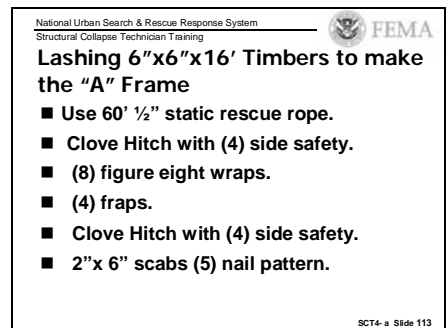 National Urban Search & Rescue Response System
Structural Collapse Technician Training
FEMA
Lashing 6”x6”x16’ Timbers to make
the “A” Frame
■ Use 60’ ½” static rescue rope.
■ Clove Hitch with (4) side safety.
■ (8) figure eight wraps.
■ (4) fraps.
■ Clove Hitch with (4) side safety.
■ 2”x 6” scabs (5) nail pattern.
SCT4- a Slide 113